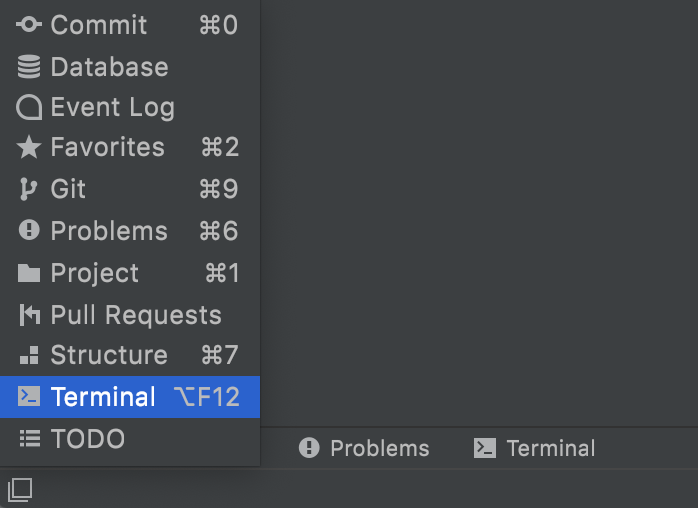 Commit ⌘0
Database
Event Log
Favorites ⌘2
Git ⌘9
Problems ⌘6
Project ⌘1
Pull Requests
Structure ⌘7
Terminal ⌥F12
TODO
Problems Terminal